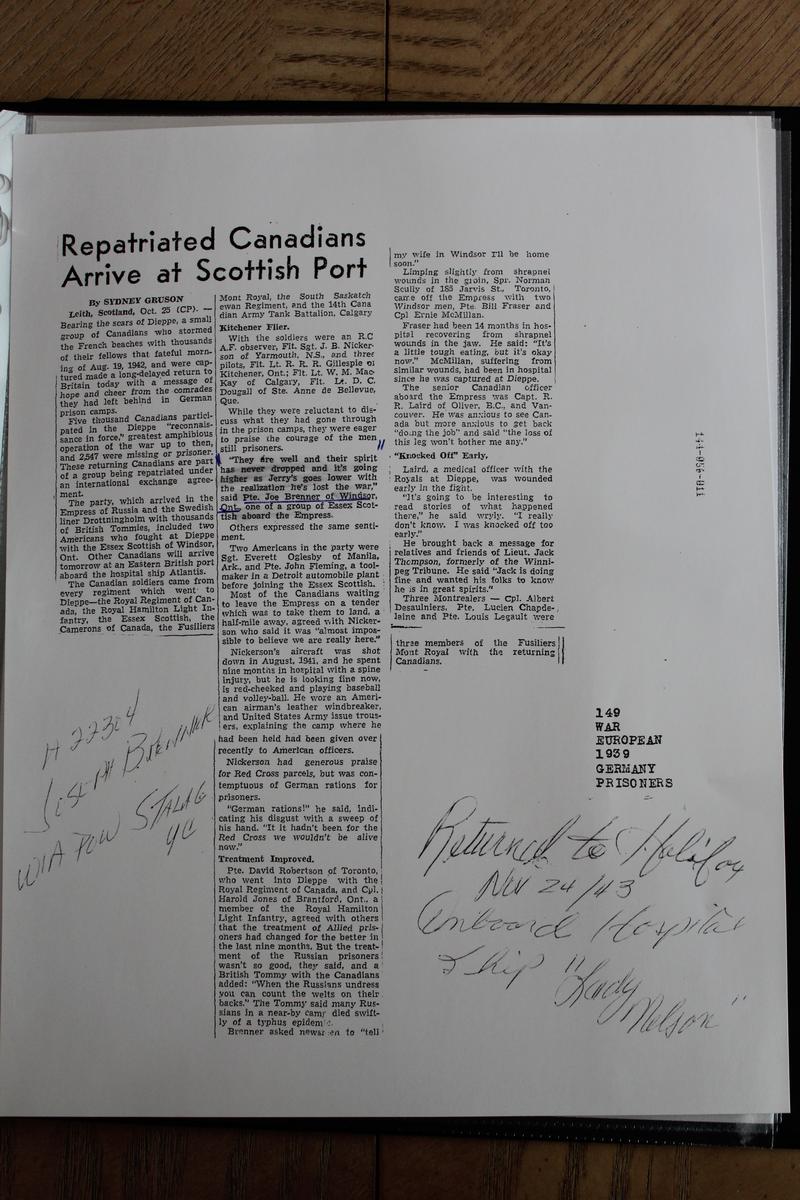 Repatriated Canadians
Arrive at Scottish Port
By SYDNEY GRUSON
Leith, Scotland, Oct. 25 (CP). —
Bearing the scars of Dieppe, a small
group of Canadians who stormed
the French beaches with thousands
of their fellows that fateful morn-
ing of Aug. 19, 1942, and were cap-
tured made a long-delayed return to
Britain today with a message of
hope and cheer from the comrades
they had left behind in German
prison camps.
Five thousand Canadians partici-
pated in the Dieppe "reconnais-
sance in force," greatest amphibious
operation of the war up to then,
and 2,547 were missing or prisoner.
These returning Canadians are part
of a group being repatriated under
an international exchange agree-
ment.
The party, which arrived in the
Empress of Russia and the Swedish
liner Drottningholm with thousands
of British Tommies, included two
Americans who fought at Dieppe
with the Essex Scottish of Windsor,
Ont. Other Canadians will arrive
tomorrow at an Eastern British port
aboard the hospital ship Atlantis.
The Canadian soldiers came from
every regiment which went to
Dieppe—the Royal Regiment of Can-
ada, the Royal Hamilton Light In-
fantry, the Essex Scottish, the
Camerons of Canada, the Fusiliers
Mont Royal, the South Saskatch
ewan Regiment, and the 14th Cana
dian Army Tank Battalion, Calgary
Kitchener Flier.
With the soldiers were an R.C
A.F. observer, Flt. Sgt. J. B. Nicker-
son of Yarmouth, N.S., and three
pilots, Flt. Lt. R. R. R. Gillespie of
Kitchener, Ont.; Flt. Lt. W. M. Mac-
Kay of Calgary, Flt. Lt. D. C.
Dougall of Ste. Anne de Bellevue,
Que.
While they were reluctant to dis-
cuss what they had gone through
in the prison camps, they were eager
to praise the courage of the men
still prisoners.
"They are well and their spirit
has never dropped and it's going
higher as Jerry's goes lower with
the realization he's lost the war,"
said Pte. Joe Brenner of Windsor,
Ont., one of a group of Essex Scot-
tish aboard the Empress.
Others expressed the same senti-
ment.
Two Americans in the party were
Sgt. Everett Oglesby of Manila,
Ark., and Pte. John Fleming, a tool-
maker in a Detroit automobile plant
before joining the Essex Scottish.
Most of the Canadians waiting
to leave the Empress on a tender
which was to take them to land, a
half-mile away, agreed with Nicker-
son who said it was "almost impos-
sible to believe we are really here."
Nickerson's aircraft was shot
down in August, 1941, and he spent
nine months in hospital with a spine
injury, but he is looking fine now,
is red-cheeked and playing baseball
and volley-ball. He wore an Ameri-
can airman's leather windbreaker,
and United States Army issue trous-
ers, explaining the camp where he
had been held had been given over
recently to American officers.
Nickerson had generous praise
for Red Cross parcels, but was con-
temptuous of German rations for
prisoners.
"German rations!" he said, indi-
cating his disgust with a sweep of
his hand. "It it hadn't been for the
Red Cross we wouldn't be alive
now."
Treatment Improved.
Pte. David Robertson of Toronto,
who went into Dieppe with the
Royal Regiment of Canada, and Cpl.
Harold Jones of Brantford, Ont., a
member of the Royal Hamilton
Light Infantry, agreed with others
that the treatment of Allied pris-
oners had changed for the better in
the last nine months. But the treat-
ment of the Russian prisoners
wasn't so good, they said, and a
British Tommy with the Canadians
added: "When the Russians undress
you can count the welts on their
backs." The Tommy said many Rus-
sians in a near-by camp died swift-
ly of a typhus epidemic.
Brenner asked newsmen to "tell
my wife in Windsor I'll be home
soon."
Limping slightly from shrapnel
wounds in the groin, Spr. Norman
Scully of 185 Jarvis St., Toronto,
came off the Empress with two
Windsor men, Pte. Bill Fraser and
Cpl Ernie McMillan.
Fraser had been 14 months in hos-
pital recovering from shrapnel
wounds in the jaw. He said: "It's
a little tough eating, but it's okay
now." McMillan, suffering from
similar wounds, had been in hospital
since he was captured at Dieppe.
The senior Canadian officer
aboard the Empress was Capt. R.
R. Laird of Oliver, B.C., and Van-
couver. He was anxious to see Can-
ada but more anxious to get back
"doing the job" and said "the loss of
this leg won't bother me any."
"Knocked Off" Early.
Laird, a medical officer with the
Royals at Dieppe, was wounded
early in the fight.
"It's going to be interesting to
read stories of what happened
there," he said wryly. "I really
don't know. I was knocked off too
early."
He brought back a message for
relatives and friends of Lieut. Jack
Thompson, formerly of the Winni-
peg Tribune. He said "Jack is doing
fine and wanted his folks to know
he is in great spirits."
Three Montrealers — Cpl. Albert
Desaulniers, Pte. Lucien Chapde-
laine and Pte. Louis Legault were
three members of the Fusiliers
Mont Royal with the returning
Canadians.
149
WAR
EUROPEAN
1939
GERMANY
PRISONERS
A 22304
WIA POW STALAG
9C
Returned to Halifax
Nov 24/43
Onboard Hospital
Ship "Lady
Nelson"